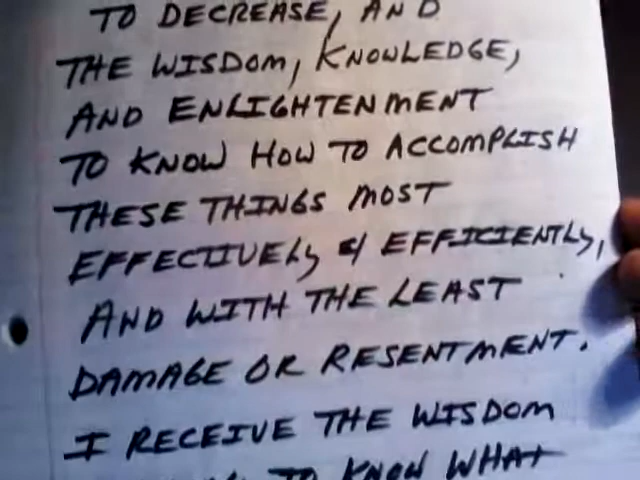 TO DECREASE, AND
THE WISDOM, KNOWLEDGE,
AND ENLIGHTENMENT
TO KNOW HOW TO ACCOMPLISH
THESE THINGS MOST
EFFECTIVELY & EFFICIENTLY,
AND WITH THE LEAST
DAMAGE OR RESENTMENT.
I RECEIVE THE WISDOM
TO KNOW WHAT